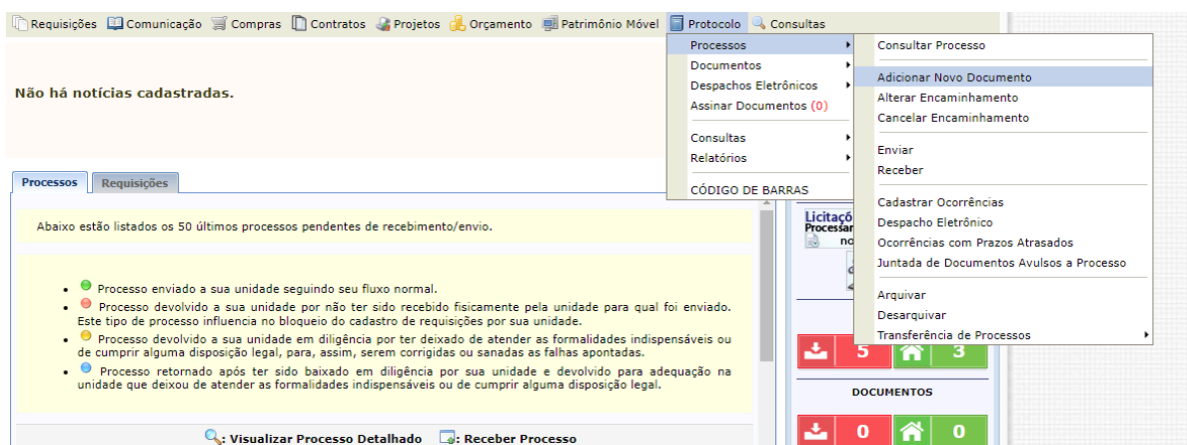 Requisições Comunicação Compras Contratos Projetos Orçamento Patrimônio Móvel Protocolo Consultas
Processos
Documentos
Despachos Eletrônicos
Assinar Documentos (0)
Consultas
Relatórios
CÓDIGO DE BARRAS
Consultar Processo
Adicionar Novo Documento
Alterar Encaminhamento
Cancelar Encaminhamento
Enviar
Receber
Cadastrar Ocorrências
Despacho Eletrônico
Ocorrências com Prazos Atrasados
Juntada de Documentos Avulsos a Processo
Arquivar
Desarquivar
Transferência de Processos
Não há notícias cadastradas.
Processos Requisições
Abaixo estão listados os 50 últimos processos pendentes de recebimento/envio.
Processo enviado a sua unidade seguindo seu fluxo normal.
Processo devolvido a sua unidade por não ter sido recebido fisicamente pela unidade para qual foi enviado.
Este tipo de processo influencia no bloqueio do cadastro de requisições por sua unidade.
Processo devolvido a sua unidade em diligência por ter deixado de atender as formalidades indispensáveis ou
de cumprir alguma disposição legal, para, assim, serem corrigidas ou sanadas as falhas apontadas.
Processo retornado após ter sido baixado em diligência por sua unidade e devolvido para adequação na
unidade que deixou de atender as formalidades indispensáveis ou de cumprir alguma disposição legal.
: Visualizar Processo Detalhado : Receber Processo
5 3
DOCUMENTOS
0 0